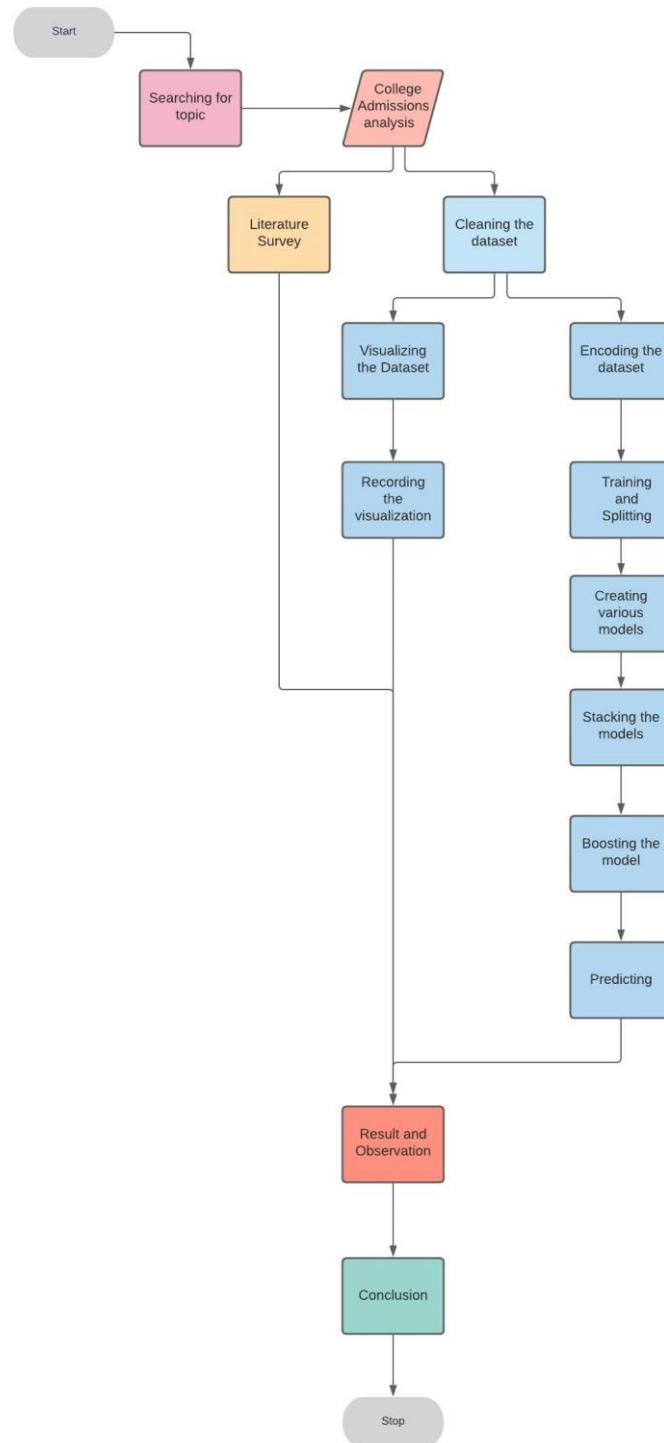 Start
Searching for
topic
College
Admissions
analysis
Literature
Survey
Cleaning the
dataset
Visualizing
the Dataset
Encoding the
dataset
Recording
the
visualization
Training
and
Splitting
Creating
various
models
Stacking the
models
Boosting the
model
Predicting
Result and
Observation
Conclusion
Stop